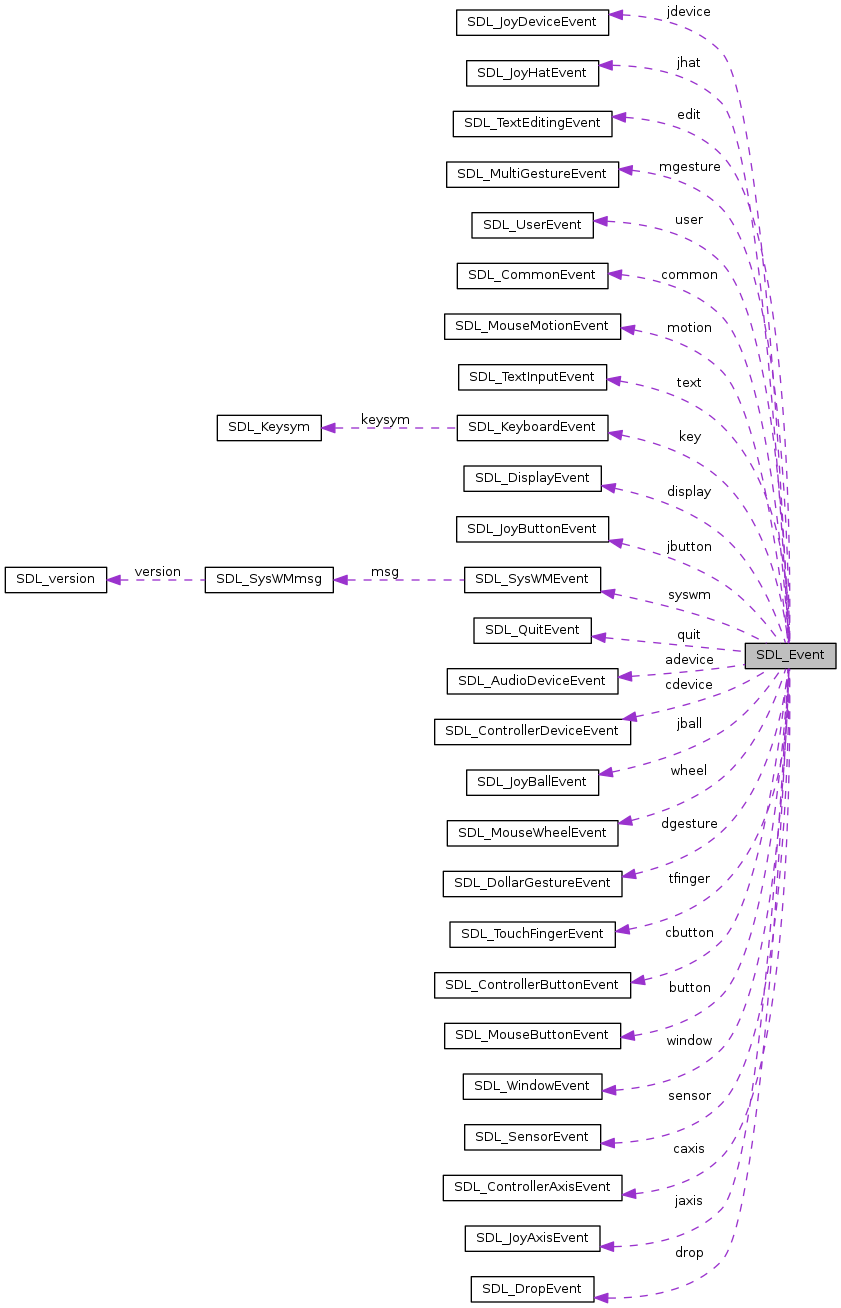 SDL_JoyDeviceEvent
jdevice
SDL_JoyHatEvent
jhat
SDL_TextEditingEvent
edit
SDL_MultiGestureEvent
mgesture
SDL_UserEvent
user
SDL_CommonEvent
common
SDL_MouseMotionEvent
motion
SDL_TextInputEvent
text
SDL_Keysym
keysym
SDL_KeyboardEvent
key
SDL_DisplayEvent
display
SDL_JoyButtonEvent
jbutton
SDL_version
version
SDL_SysWMmsg
msg
SDL_SysWMEvent
syswm
SDL_QuitEvent
quit
SDL_Event
SDL_AudioDeviceEvent
adevice
SDL_ControllerDeviceEvent
cdevice
SDL_JoyBallEvent
jball
SDL_MouseWheelEvent
wheel
SDL_DollarGestureEvent
dgesture
SDL_TouchFingerEvent
tfinger
SDL_ControllerButtonEvent
cbutton
SDL_MouseButtonEvent
button
SDL_WindowEvent
window
SDL_SensorEvent
sensor
SDL_ControllerAxisEvent
caxis
SDL_JoyAxisEvent
jaxis
SDL_DropEvent
drop